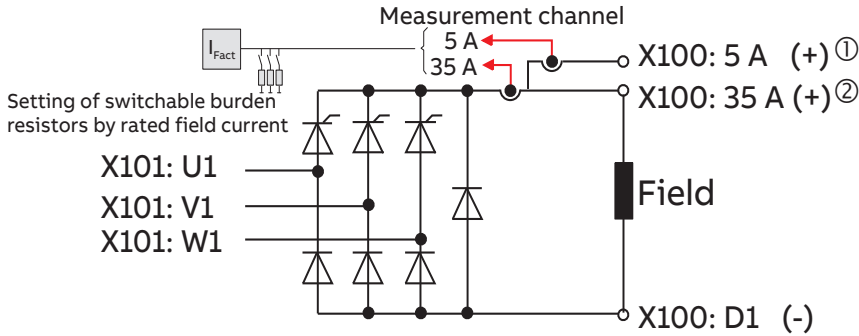 Measurement channel
I Fact
5 A
35 A
X100: 5 A (+) ①
X100: 35 A (+) ②
Setting of switchable burden
resistors by rated field current
X101: U1
X101: V1
X101: W1
Field
X100: D1 (-)